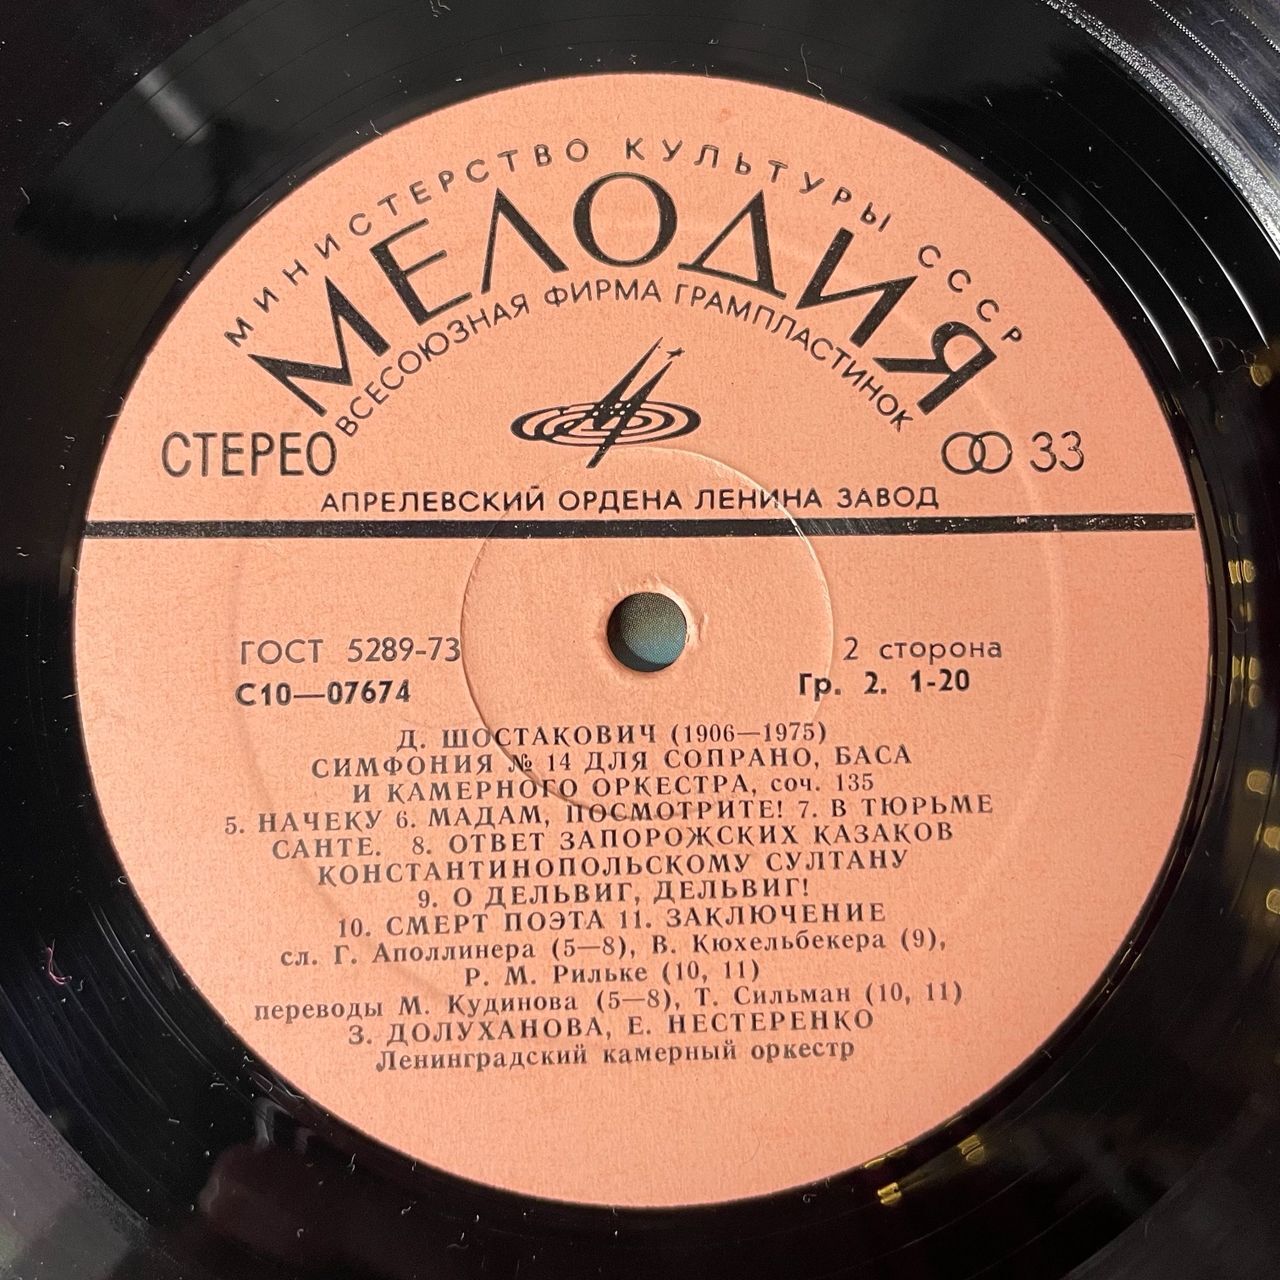 МИНИСТЕРСТВО КУЛЬТУРЫ СССР
МЕЛОДИЯ
ВСЕСОЮЗНАЯ ФИРМА ГРАМПЛАСТИНОК
СТЕРЕО
33
АПРЕЛЕВСКИЙ ОРДЕНА ЛЕНИНА ЗАВОД
ГОСТ 5289-73
2 сторона
С10—07674
Гр. 2. 1-20
Д. ШОСТАКОВИЧ (1906—1975)
СИМФОНИЯ № 14 ДЛЯ СОПРАНО, БАСА
И КАМЕРНОГО ОРКЕСТРА, соч. 135
5. НАЧЕКУ 6. МАДАМ, ПОСМОТРИТЕ! 7. В ТЮРЬМЕ
САНТЕ. 8. ОТВЕТ ЗАПОРОЖСКИХ КАЗАКОВ
КОНСТАНТИНОПОЛЬСКОМУ СУЛТАНУ
9. О ДЕЛЬВИГ, ДЕЛЬВИГ!
10. СМЕРТ ПОЭТА 11. ЗАКЛЮЧЕНИЕ
сл. Г. Аполлинера (5—8), В. Кюхельбекера (9),
Р. М. Рильке (10, 11)
переводы М. Кудинова (5—8), Т. Сильман (10, 11)
З. ДОЛУХАНОВА, Е. НЕСТЕРЕНКО
Ленинградский камерный оркестр